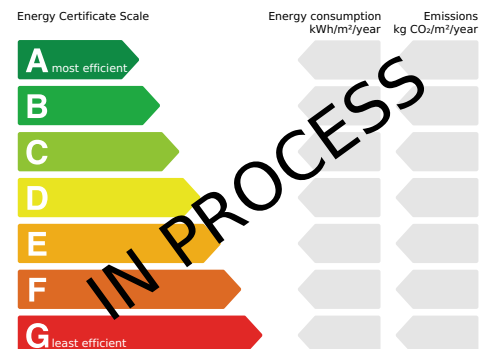 Energy Certificate Scale
Energy consumption
kWh/m²/year
Emissions
kg CO₂/m²/year
A most efficient
B
C
D
E
F
G least efficient
IN PROCESS